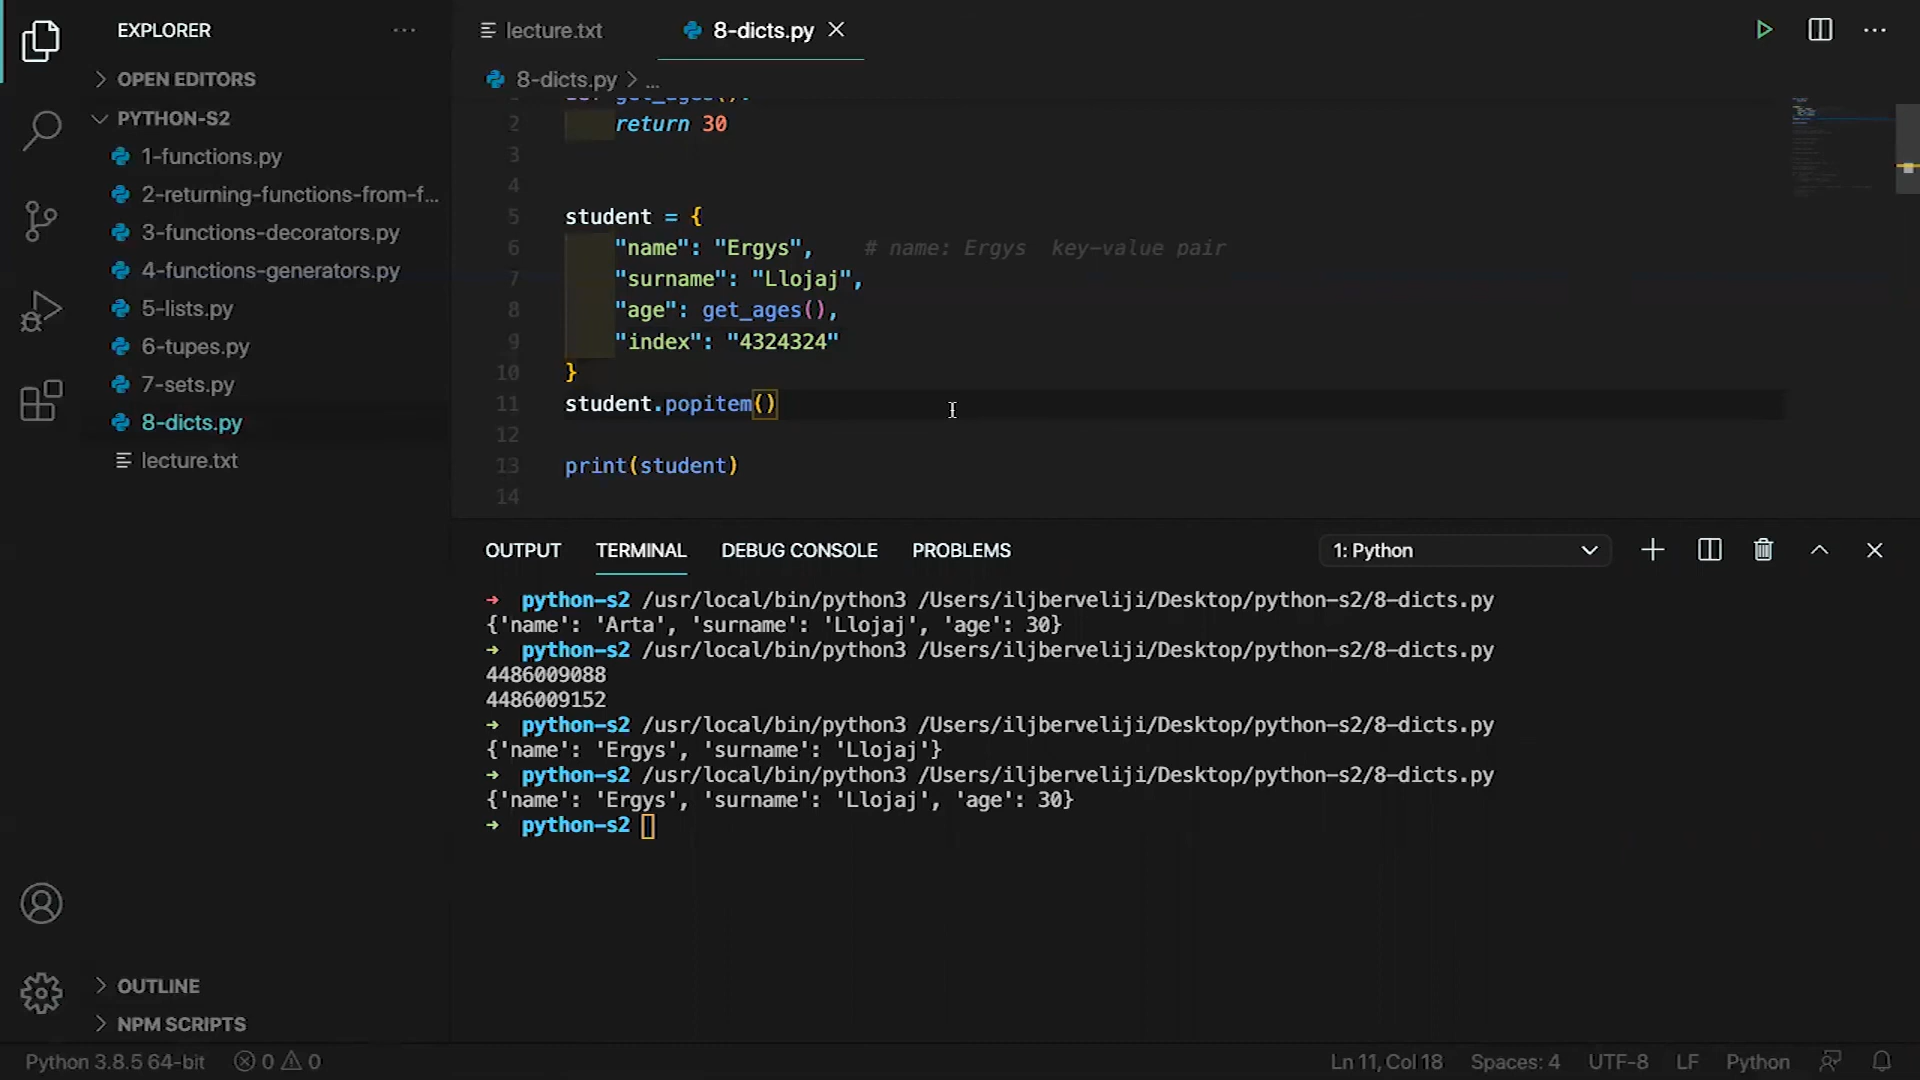 EXPLORER
OPEN EDITORS
PYTHON-S2
1-functions.py
2-returning-functions-from-f...
3-functions-decorators.py
4-functions-generators.py
5-lists.py
6-tupes.py
7-sets.py
8-dicts.py
lecture.txt
OUTLINE
NPM SCRIPTS
lecture.txt
8-dicts.py
8-dicts.py > ...
get_ages():
2 return 30
3
4
5 student = {
6 "name": "Ergys", # name: Ergys key-value pair
7 "surname": "Llojaj",
8 "age": get_ages(),
9 "index": "4324324"
10 }
11 student.popitem()
12
13 print(student)
14
OUTPUT TERMINAL DEBUG CONSOLE PROBLEMS 1: Python
→ python-s2 /usr/local/bin/python3 /Users/iljberveliji/Desktop/python-s2/8-dicts.py
{'name': 'Arta', 'surname': 'Llojaj', 'age': 30}
→ python-s2 /usr/local/bin/python3 /Users/iljberveliji/Desktop/python-s2/8-dicts.py
4486009088
4486009152
→ python-s2 /usr/local/bin/python3 /Users/iljberveliji/Desktop/python-s2/8-dicts.py
{'name': 'Ergys', 'surname': 'Llojaj'}
→ python-s2 /usr/local/bin/python3 /Users/iljberveliji/Desktop/python-s2/8-dicts.py
{'name': 'Ergys', 'surname': 'Llojaj', 'age': 30}
→ python-s2
Python 3.8.5 64-bit 0 0 Ln 11, Col 18 Spaces: 4 UTF-8 LF Python